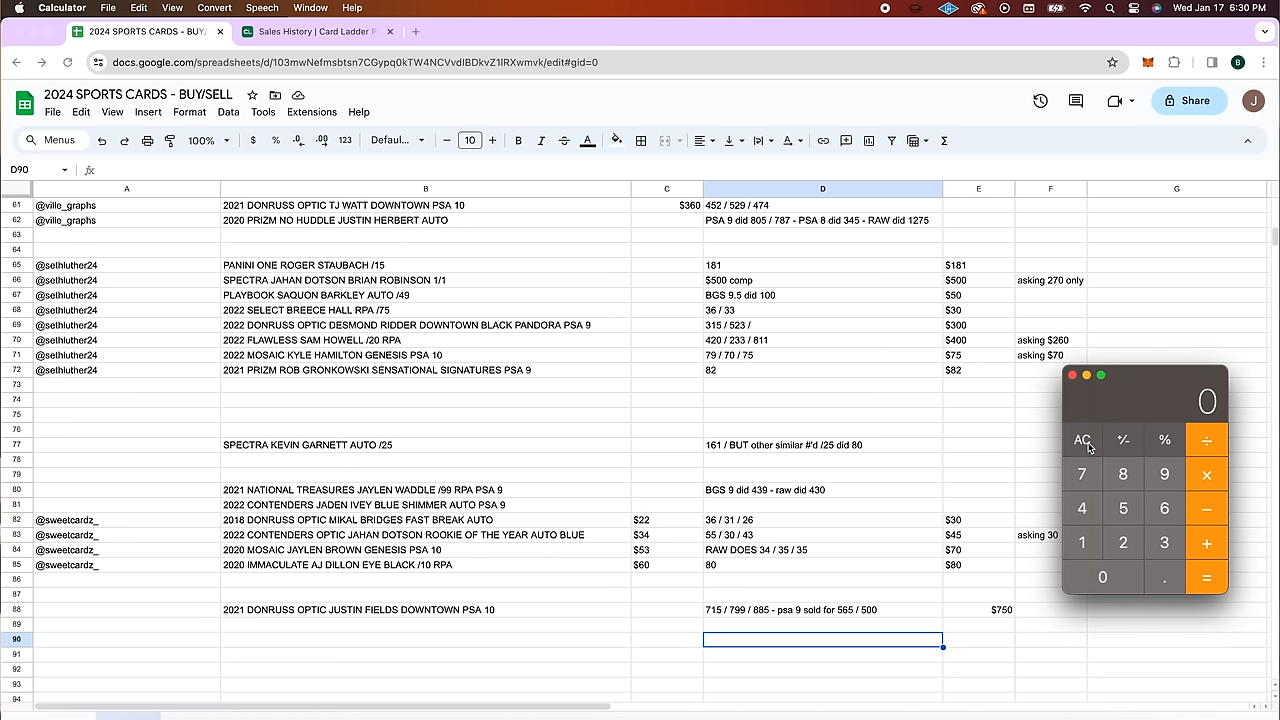 Calculator File Edit View Convert Speech Window Help Wed Jan 17 6:30 PM
2024 SPORTS CARDS - BUY/ Sales History | Card Ladder P
docs.google.com/spreadsheets/d/103mwNefmsbtsn7CGypq0kTW4NCVvdIBDkvZ1IRXwmvk/edit#gid=0 B
2024 SPORTS CARDS - BUY/SELL
File Edit View Insert Format Data Tools Extensions Help Share J
Menus 100% $ % .0 .00 123 Defaul... 10 B I A
D90 fx
A B C D E F G
61 @ville_graphs 2021 DONRUSS OPTIC TJ WATT DOWNTOWN PSA 10 $360 452 / 529 / 474
62 @ville_graphs 2020 PRIZM NO HUDDLE JUSTIN HERBERT AUTO PSA 9 did 805 / 787 - PSA 8 did 345 - RAW did 1275
63
64
65 @sethluther24 PANINI ONE ROGER STAUBACH /15 181 $181
66 @sethluther24 SPECTRA JAHAN DOTSON BRIAN ROBINSON 1/1 $500 comp $500 asking 270 only
67 @sethluther24 PLAYBOOK SAQUON BARKLEY AUTO /49 BGS 9.5 did 100 $50
68 @sethluther24 2022 SELECT BREECE HALL RPA /75 36 / 33 $30
69 @sethluther24 2022 DONRUSS OPTIC DESMOND RIDDER DOWNTOWN BLACK PANDORA PSA 9 315 / 523 / $300
70 @sethluther24 2022 FLAWLESS SAM HOWELL /20 RPA 420 / 233 / 811 $400 asking $260
71 @sethluther24 2022 MOSAIC KYLE HAMILTON GENESIS PSA 10 79 / 70 / 75 $75 asking $70
72 @sethluther24 2021 PRIZM ROB GRONKOWSKI SENSATIONAL SIGNATURES PSA 9 82 $82
73
74
75
76
77 SPECTRA KEVIN GARNETT AUTO /25 161 / BUT other similar #'d /25 did 80
78
79
80 2021 NATIONAL TREASURES JAYLEN WADDLE /99 RPA PSA 9 BGS 9 did 439 - raw did 430
81 2022 CONTENDERS JADEN IVEY BLUE SHIMMER AUTO PSA 9
82 @sweetcardz_ 2018 DONRUSS OPTIC MIKAL BRIDGES FAST BREAK AUTO $22 36 / 31 / 26 $30
83 @sweetcardz_ 2022 CONTENDERS OPTIC JAHAN DOTSON ROOKIE OF THE YEAR AUTO BLUE $34 55 / 30 / 43 $45 asking 30
84 @sweetcardz_ 2020 MOSAIC JAYLEN BROWN GENESIS PSA 10 $53 RAW DOES 34 / 35 / 35 $70
85 @sweetcardz_ 2020 IMMACULATE AJ DILLON EYE BLACK /10 RPA $60 80 $80
86
87
88 2021 DONRUSS OPTIC JUSTIN FIELDS DOWNTOWN PSA 10 715 / 799 / 885 - psa 9 sold for 565 / 500 $750
89
90
91
92
93
94
0
AC +/- % ÷
7 8 9 ×
4 5 6 −
1 2 3 +
0 . =